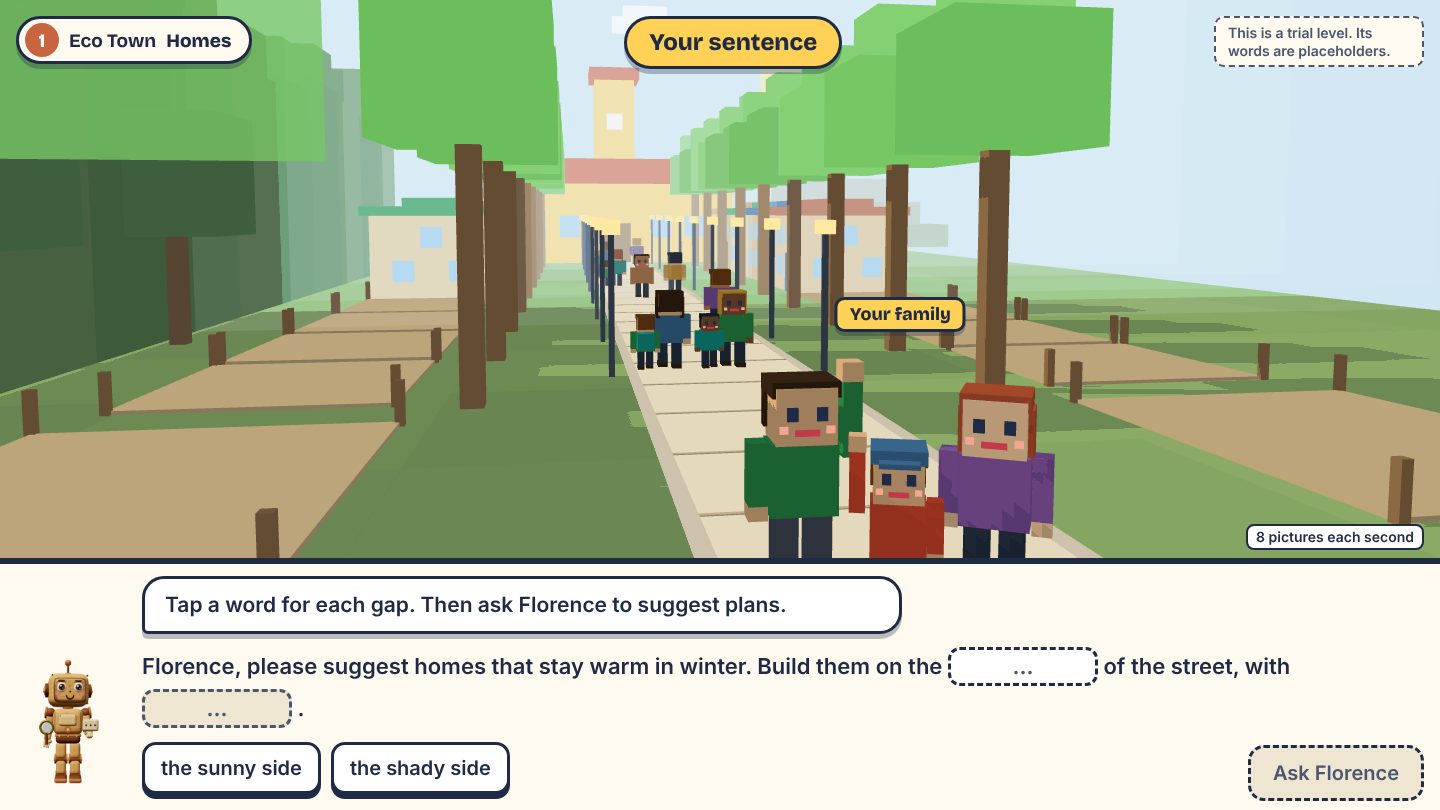 1 Eco Town Homes
Your sentence
This is a trial level. Its
words are placeholders.
Your family
8 pictures each second
Tap a word for each gap. Then ask Florence to suggest plans.
Florence, please suggest homes that stay warm in winter. Build them on the ... of the street, with
... .
the sunny side
the shady side
Ask Florence